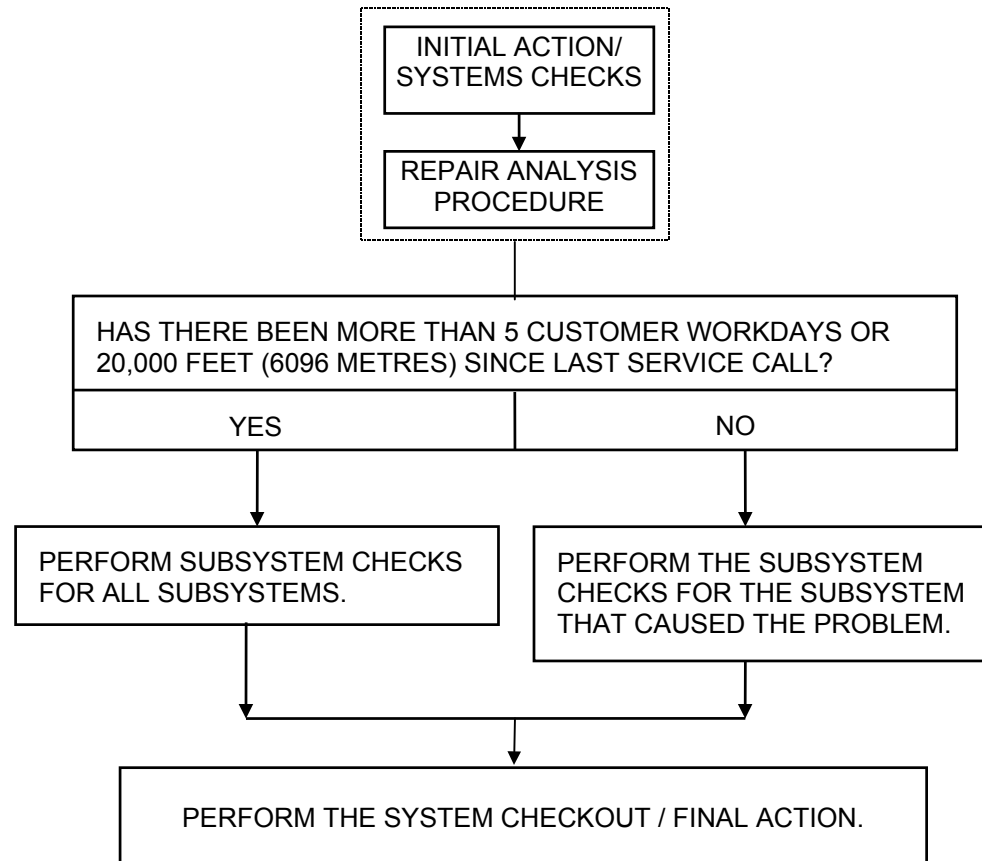 INITIAL ACTION/
SYSTEMS CHECKS
REPAIR ANALYSIS
PROCEDURE
HAS THERE BEEN MORE THAN 5 CUSTOMER WORKDAYS OR
20,000 FEET (6096 METRES) SINCE LAST SERVICE CALL?
YES
NO
PERFORM SUBSYSTEM CHECKS
FOR ALL SUBSYSTEMS.
PERFORM THE SUBSYSTEM
CHECKS FOR THE SUBSYSTEM
THAT CAUSED THE PROBLEM.
PERFORM THE SYSTEM CHECKOUT / FINAL ACTION.